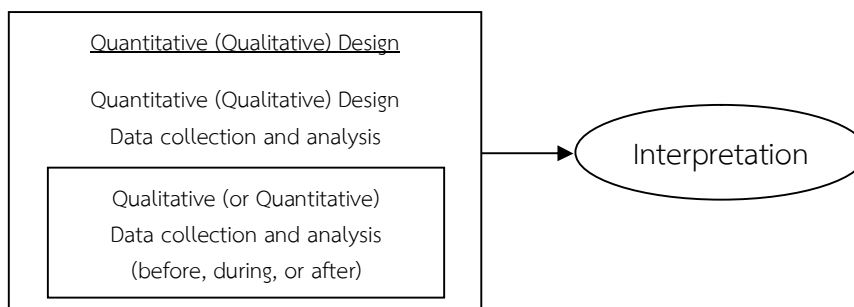 Quantitative (Qualitative) Design
Quantitative (Qualitative) Design
Data collection and analysis
Qualitative (or Quantitative)
Data collection and analysis
(before, during, or after)
Interpretation